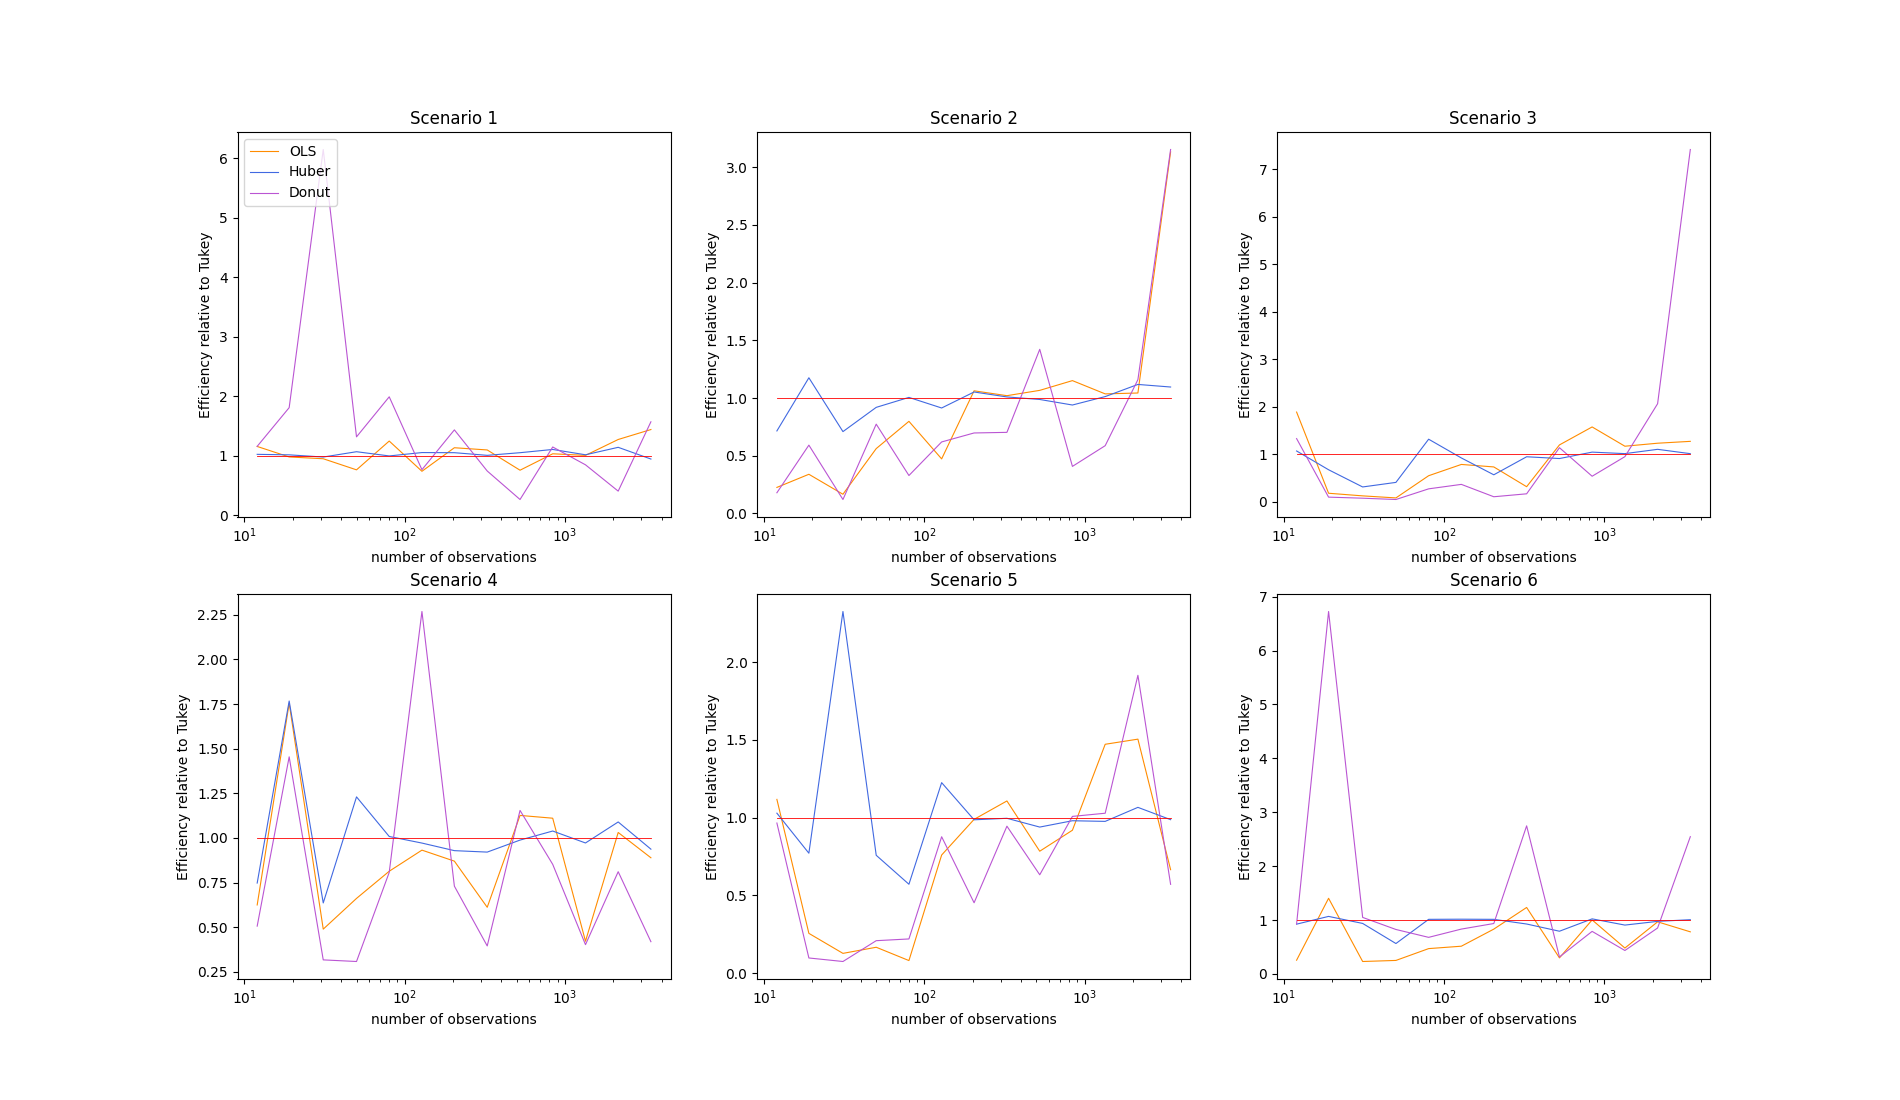 Scenario 1
Efficiency relative to Tukey
6
5
4
3
2
1
0
OLS
Huber
Donut
10¹
10²
10³
number of observations
Scenario 2
Efficiency relative to Tukey
3.0
2.5
2.0
1.5
1.0
0.5
0.0
10¹
10²
10³
number of observations
Scenario 3
Efficiency relative to Tukey
7
6
5
4
3
2
1
0
10¹
10²
10³
number of observations
Scenario 4
Efficiency relative to Tukey
2.25
2.00
1.75
1.50
1.25
1.00
0.75
0.50
0.25
10¹
10²
10³
number of observations
Scenario 5
Efficiency relative to Tukey
2.0
1.5
1.0
0.5
0.0
10¹
10²
10³
number of observations
Scenario 6
Efficiency relative to Tukey
7
6
5
4
3
2
1
0
10¹
10²
10³
number of observations